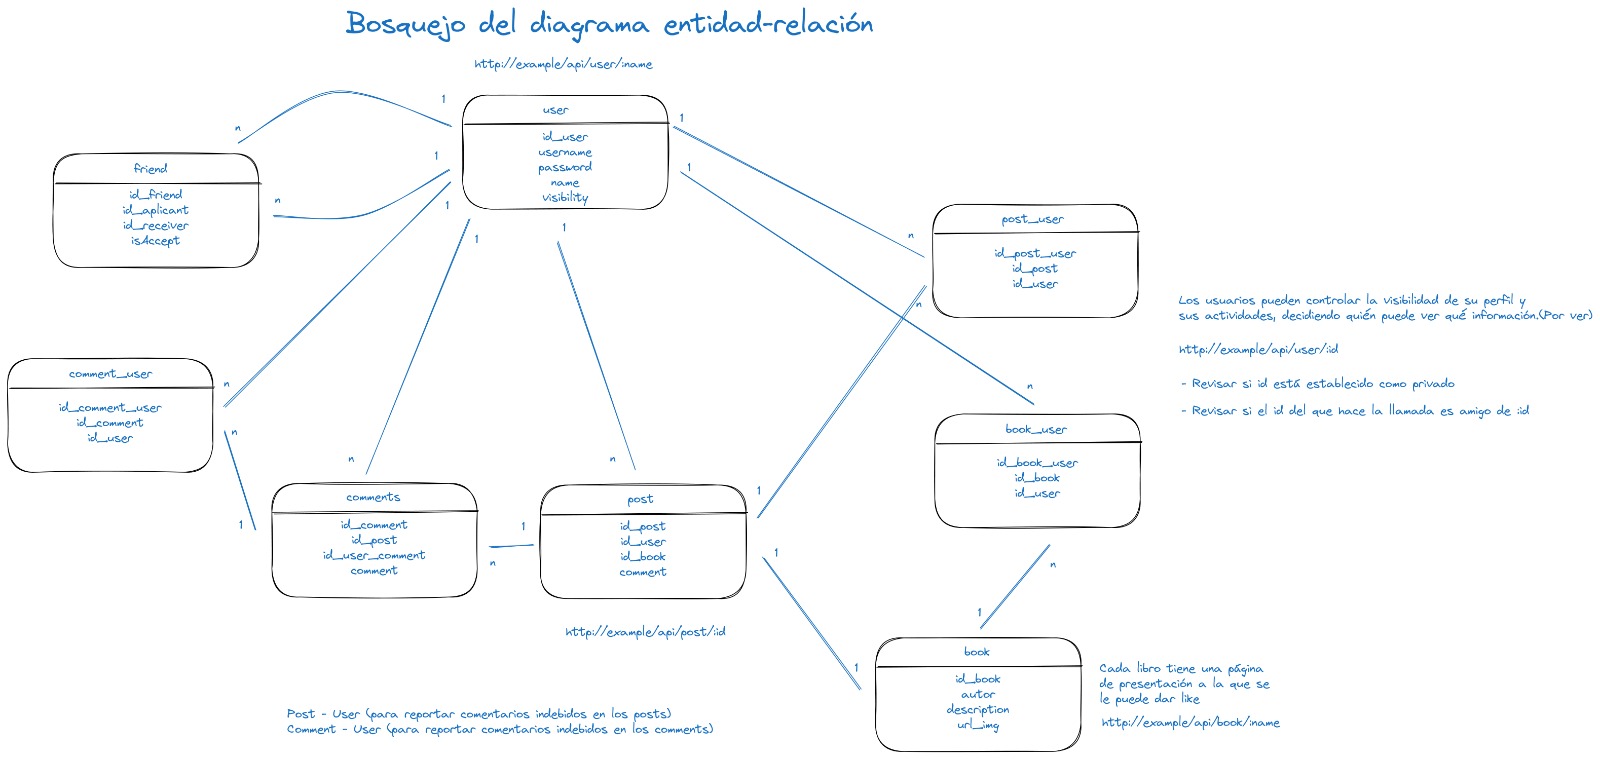 Bosquejo del diagrama entidad-relación
http://example/api/user/:name
user
id_user
username
password
name
visibility
friend
id_friend
id_aplicant
id_receiver
isAccept
n
1
n
1
1
1
1
1
1
post_user
id_post_user
id_post
id_user
n
n
Los usuarios pueden controlar la visibilidad de su perfil y
sus actividades, decidiendo quién puede ver qué información.(Por ver)
http://example/api/user/:id
- Revisar si id está establecido como privado
- Revisar si el id del que hace la llamada es amigo de :id
comment_user
id_comment_user
id_comment
id_user
n
n
1
n
book_user
id_book_user
id_book
id_user
n
n
comments
id_comment
id_post
id_user_comment
comment
n
1
n
post
id_post
id_user
id_book
comment
1
1
http://example/api/post/:id
1
1
book
id_book
autor
description
url_img
Cada libro tiene una página
de presentación a la que se
le puede dar like
http://example/api/book/:name
Post - User (para reportar comentarios indebidos en los posts)
Comment - User (para reportar comentarios indebidos en los comments)